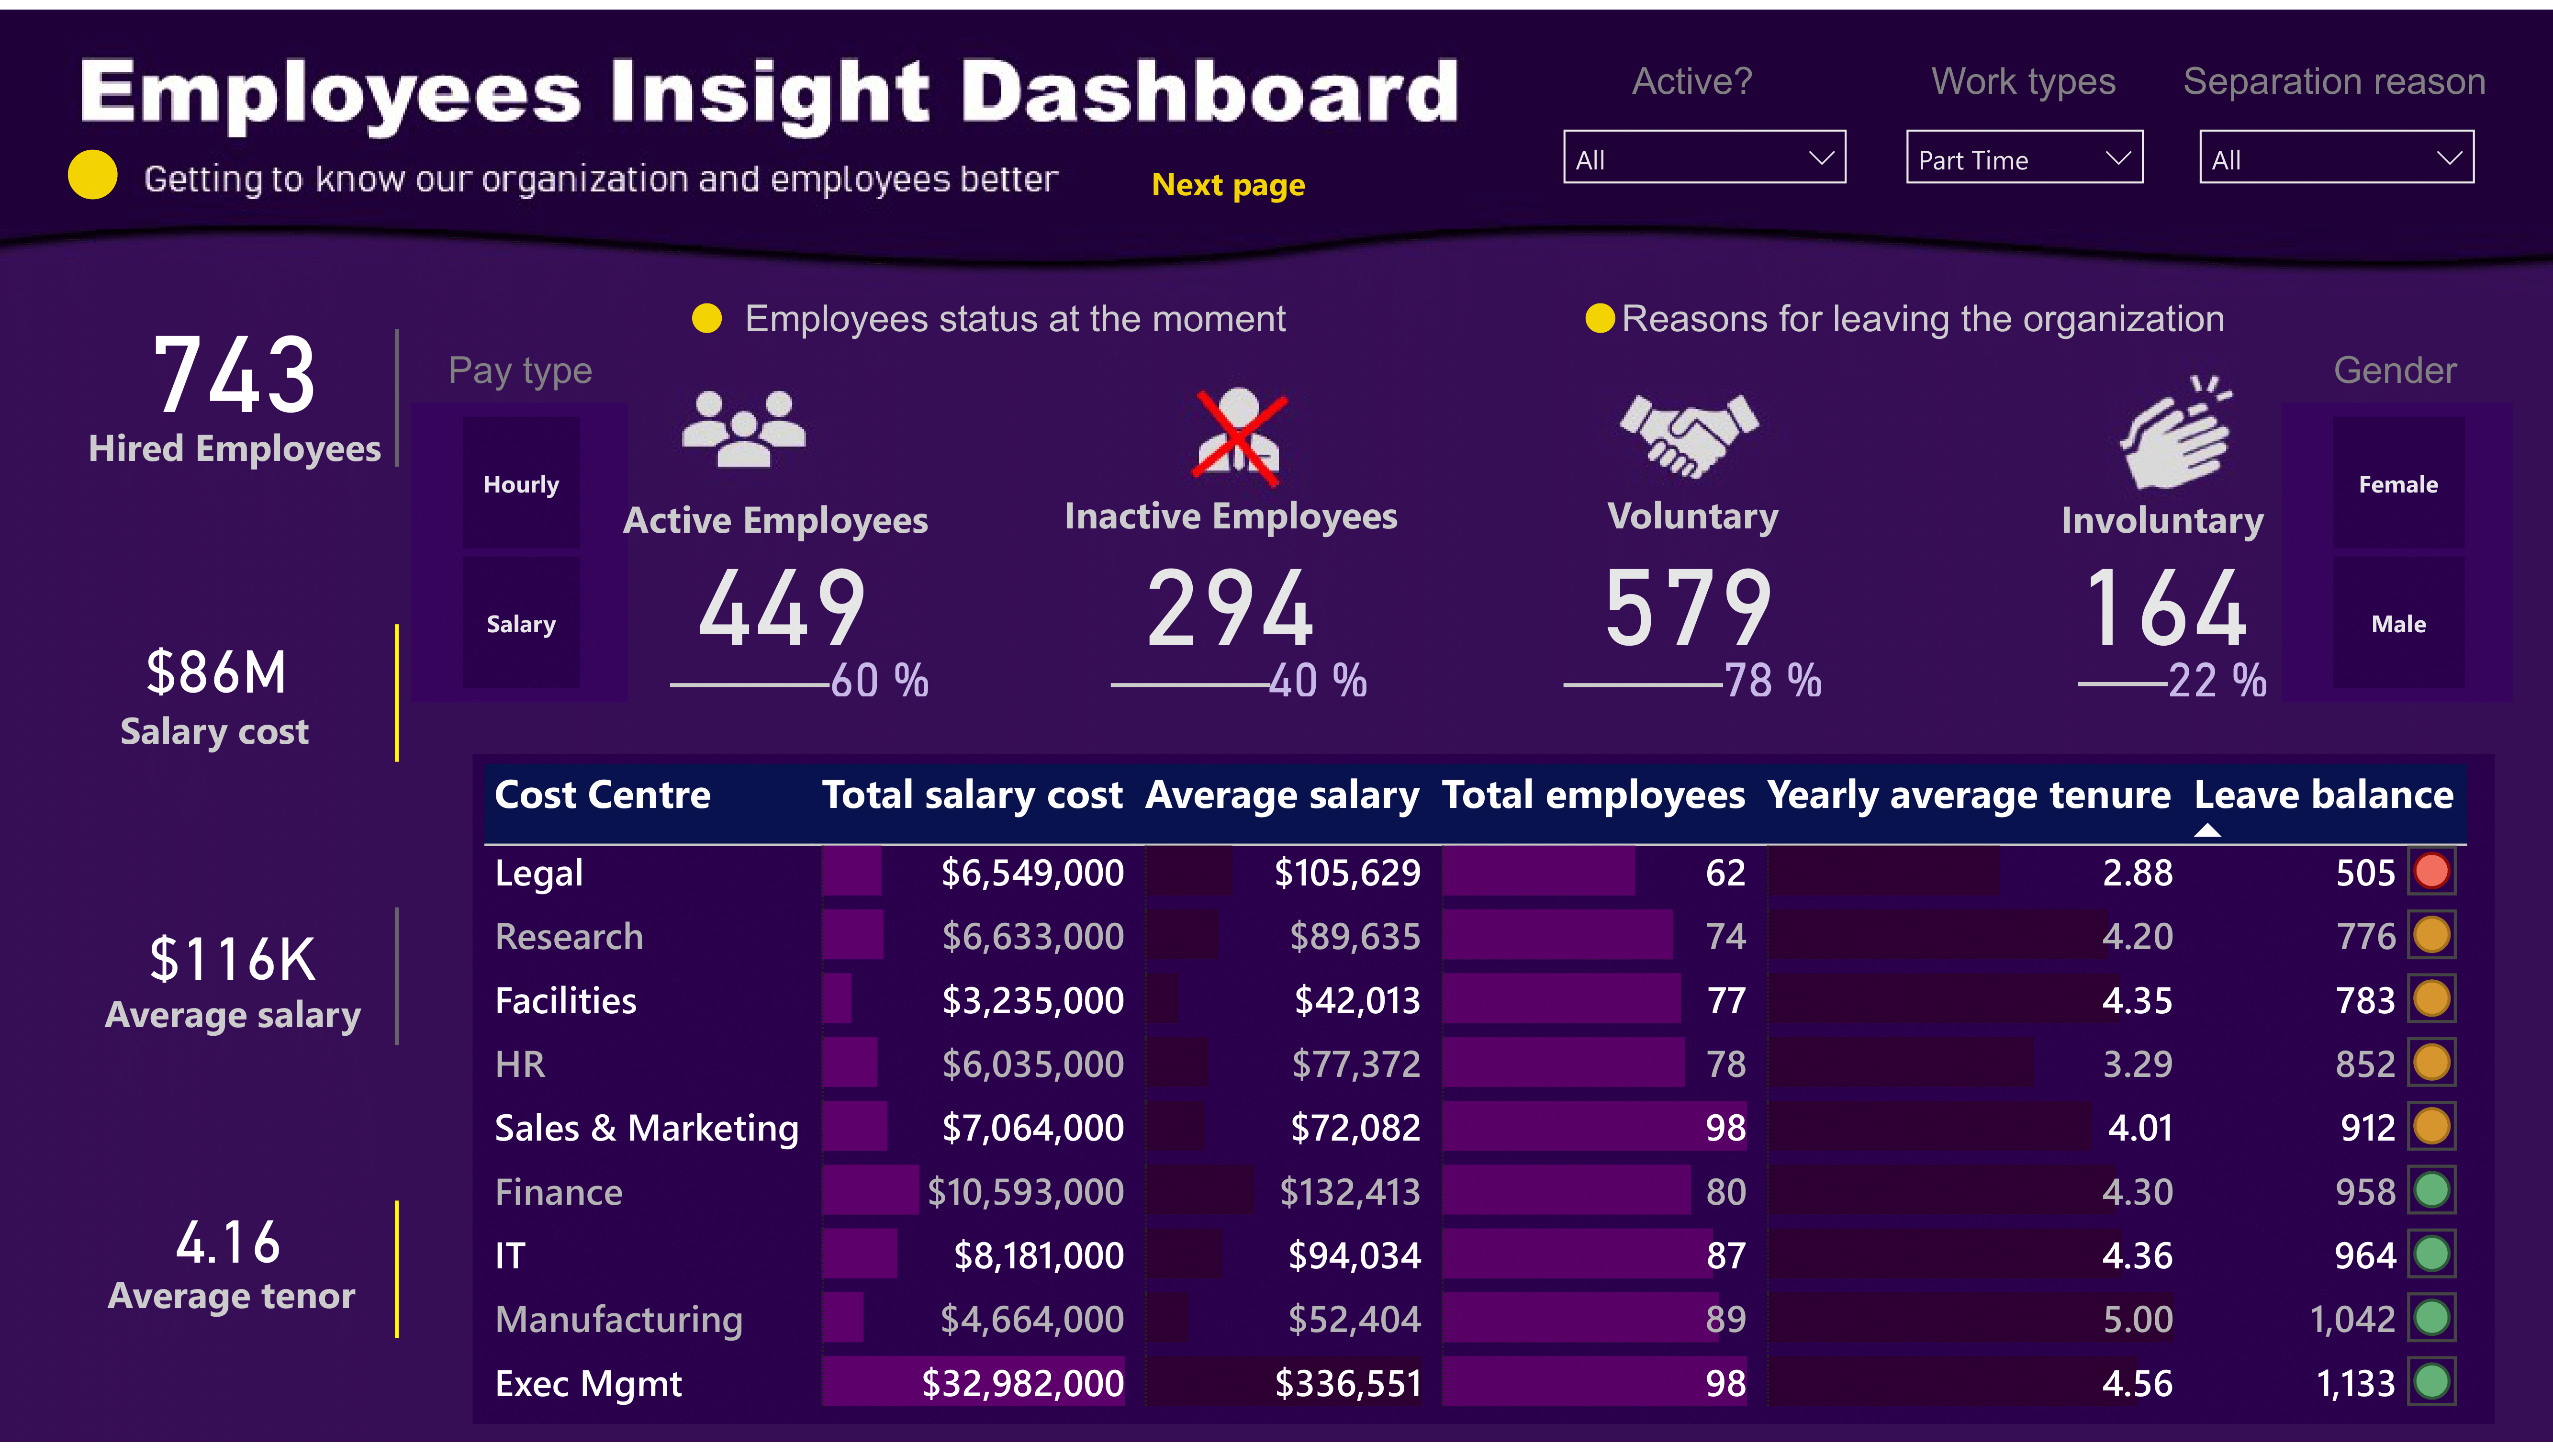 Employees Insight Dashboard
Getting to know our organization and employees better
Next page
Active?
All
Work types
Part Time
Separation reason
All
743
Hired Employees
$86M
Salary cost
$116K
Average salary
4.16
Average tenor
Pay type
Hourly
Salary
Employees status at the moment
Active Employees
449
60 %
Inactive Employees
294
40 %
Reasons for leaving the organization
Voluntary
579
78 %
Involuntary
164
22 %
Gender
Female
Male
Cost Centre Total salary cost Average salary Total employees Yearly average tenure Leave balance
Legal $6,549,000 $105,629 62 2.88 505
Research $6,633,000 $89,635 74 4.20 776
Facilities $3,235,000 $42,013 77 4.35 783
HR $6,035,000 $77,372 78 3.29 852
Sales & Marketing $7,064,000 $72,082 98 4.01 912
Finance $10,593,000 $132,413 80 4.30 958
IT $8,181,000 $94,034 87 4.36 964
Manufacturing $4,664,000 $52,404 89 5.00 1,042
Exec Mgmt $32,982,000 $336,551 98 4.56 1,133